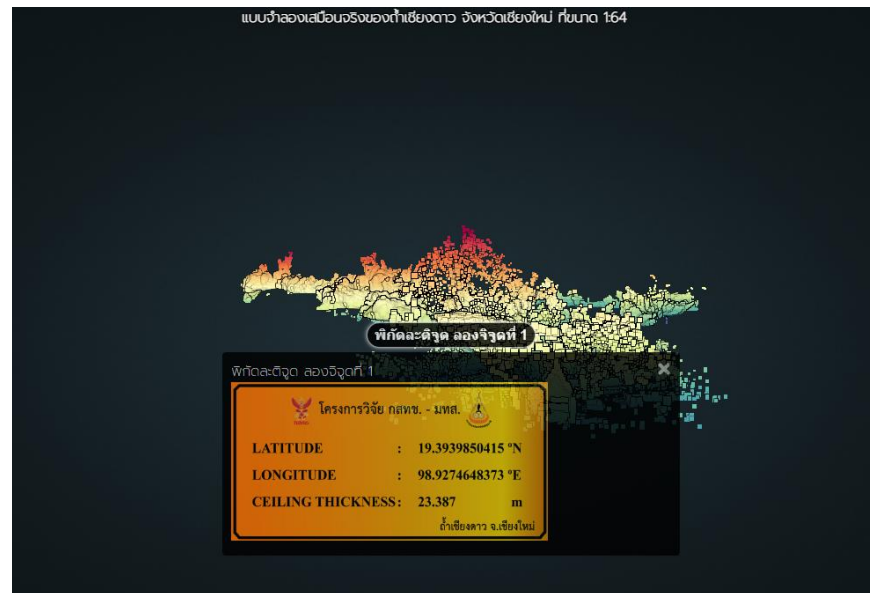 แบบจำลองเสมือนจริงของถ้ำเชียงดาว จังหวัดเชียงใหม่ ที่ขนาด 1:64
พิกัดละติจูด ลองจิจูดที่ 1
พิกัดละติจูด ลองจิจูดที่ 1
โครงการวิจัย กสทช. - มทส.
LATITUDE : 19.3939850415 °N
LONGITUDE : 98.9274648373 °E
CEILING THICKNESS : 23.387 m
ถ้ำเชียงดาว จ.เชียงใหม่